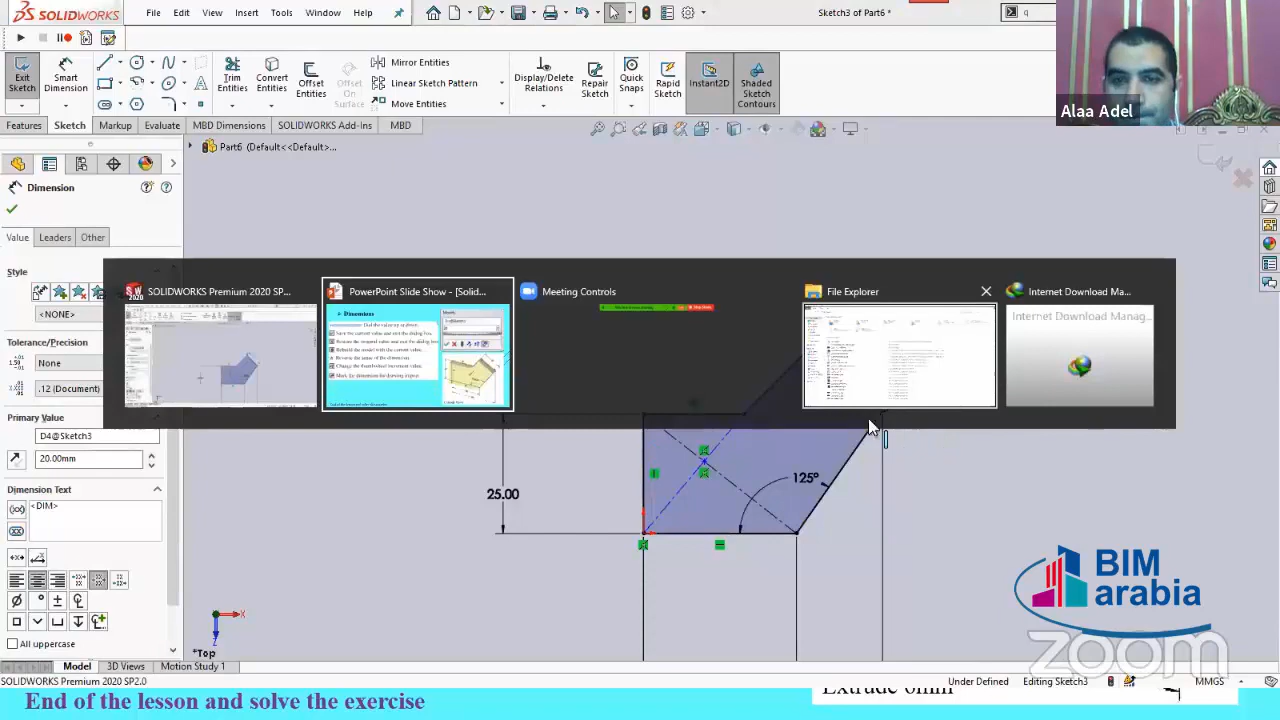 SOLIDWORKS
File
Edit
View
Insert
Tools
Window
Help
Sketch3 of Part6 *
q
Alaa Adel
Exit Sketch
Smart Dimension
Trim Entities
Convert Entities
Offset Entities
Offset On Surface
Mirror Entities
Linear Sketch Pattern
Move Entities
Display/Delete Relations
Repair Sketch
Quick Snaps
Rapid Sketch
Instant2D
Shaded Sketch Contours
Features
Sketch
Markup
Evaluate
MBD Dimensions
SOLIDWORKS Add-Ins
MBD
Part6 (Default<<Default>...
Dimension
Value
Leaders
Other
Style
<NONE>
Tolerance/Precision
None
.12 (Document)
Primary Value
D4@Sketch3
20.00mm
Dimension Text
<DIM>
All uppercase
SOLIDWORKS Premium 2020 SP...
PowerPoint Slide Show - [Solid...
Meeting Controls
File Explorer
Internet Download Ma...
Internet Download Manag...
Dimensions
25.00
125°
*Top
X
Z
BIM
arabia
zoom
Model
3D Views
Motion Study 1
SOLIDWORKS Premium 2020 SP2.0
Under Defined
Editing Sketch3
MMGS
End of the lesson and solve the exercise
Extrude 6mm